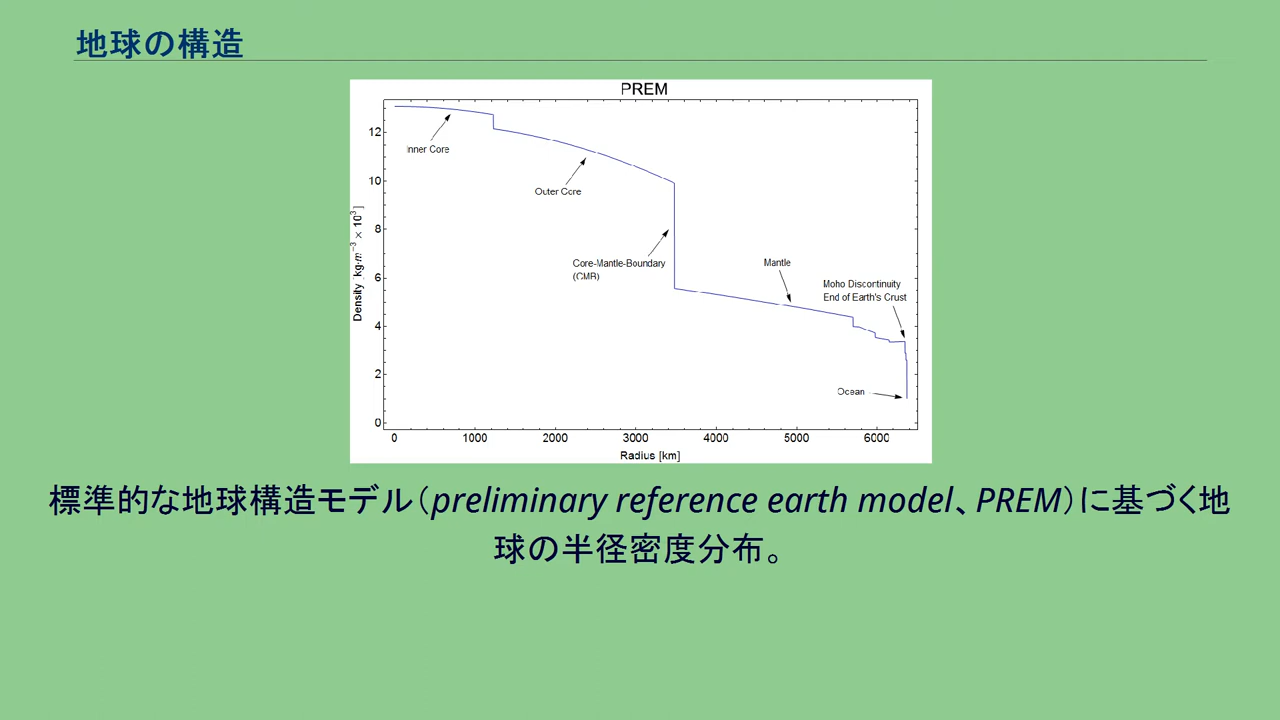 地球の構造
PREM
Inner Core
Outer Core
Core-Mantle-Boundary
(CMB)
Mantle
Moho Discontinuity
End of Earth's Crust
Ocean
Density [kg·m⁻³ × 10³]
12
10
8
6
4
2
0
0 1000 2000 3000 4000 5000 6000
Radius [km]
標準的な地球構造モデル（preliminary reference earth model、PREM）に基づく地
球の半径密度分布。